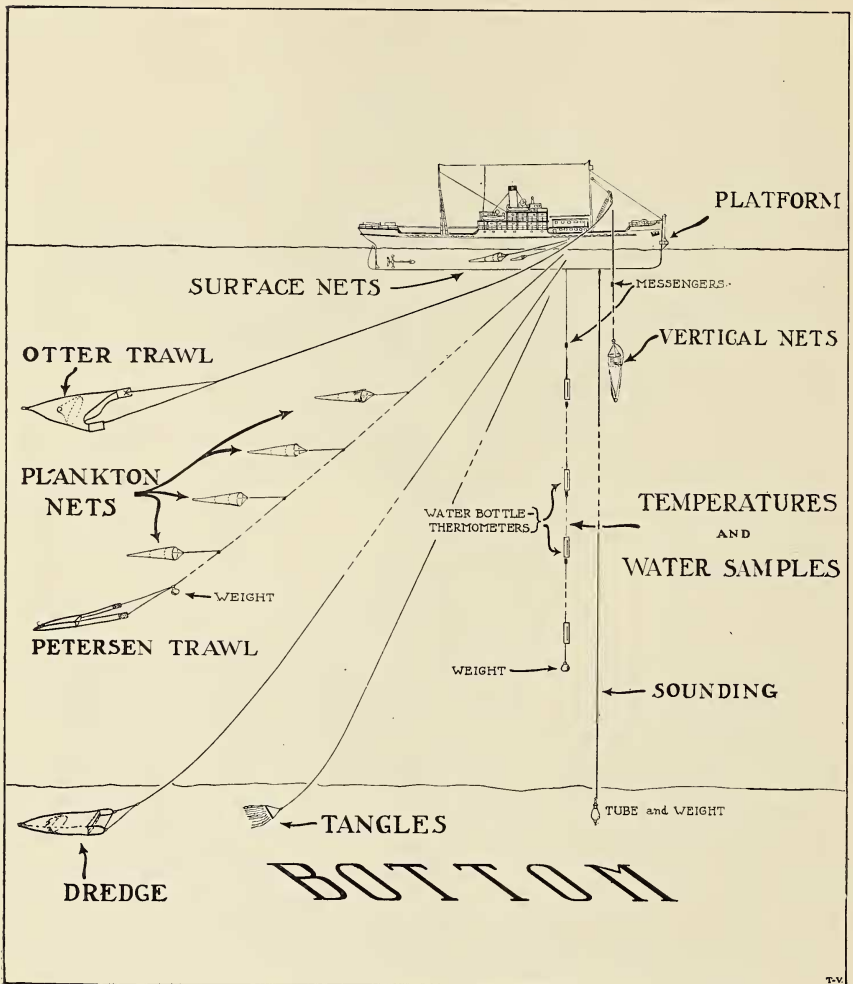 PLATFORM
SURFACE NETS
MESSENGERS
OTTER TRAWL
VERTICAL NETS
PLANKTON
NETS
WATER BOTTLE
THERMOMETERS
TEMPERATURES
AND
WATER SAMPLES
WEIGHT
PETERSEN TRAWL
WEIGHT
SOUNDING
TUBE and WEIGHT
TANGLES
DREDGE
BOTTOM
T-V.